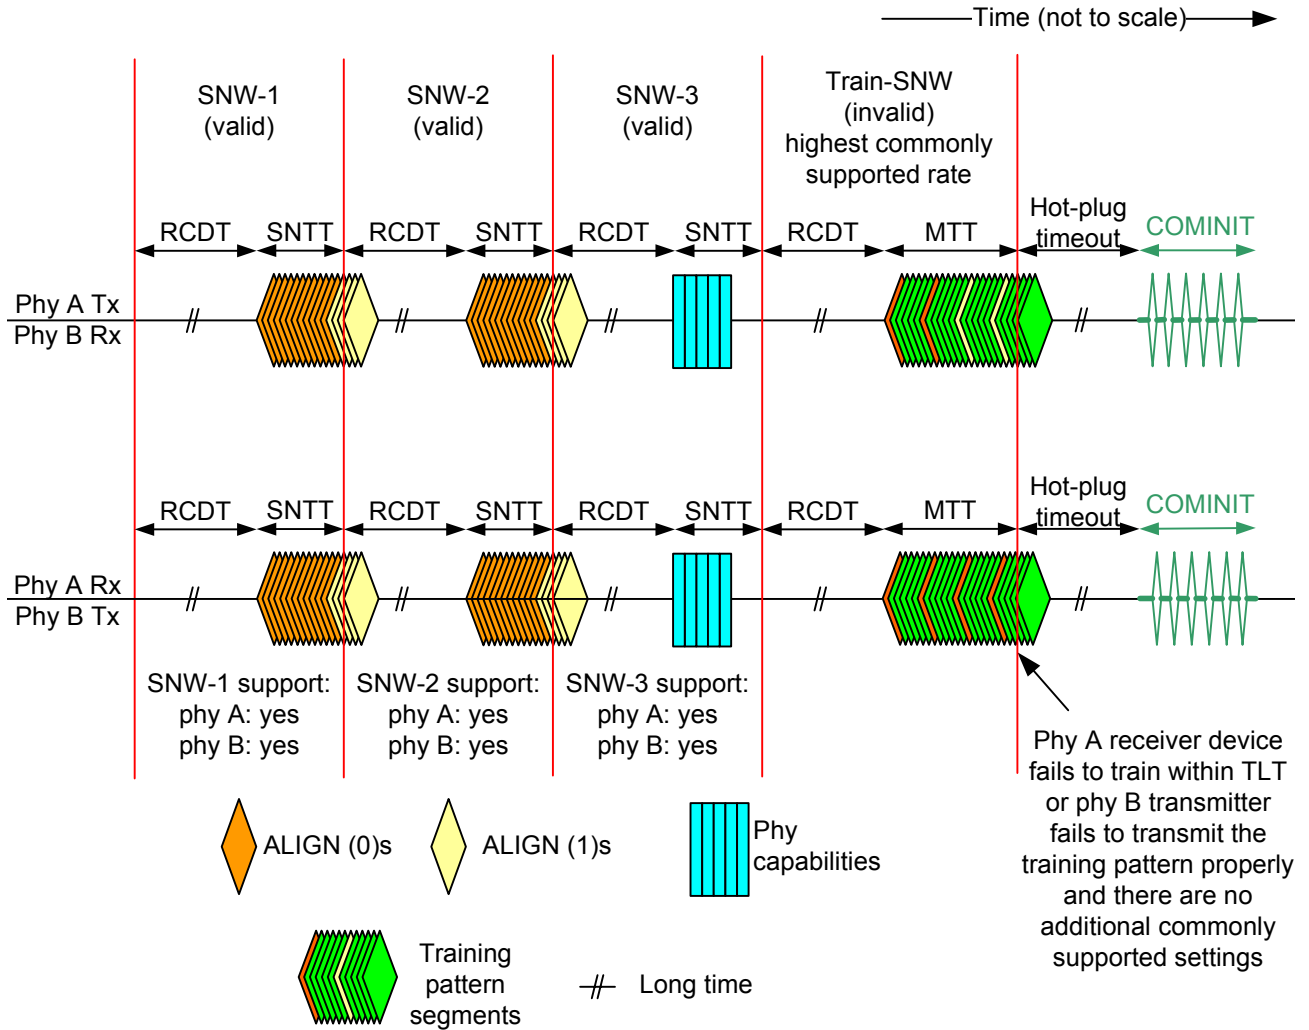 Time (not to scale)
SNW-1
(valid)
SNW-2
(valid)
SNW-3
(valid)
Train-SNW
(invalid)
highest commonly
supported rate
RCDT
SNTT
RCDT
SNTT
RCDT
SNTT
RCDT
MTT
Hot-plug
timeout
COMINIT
Phy A Tx
Phy B Rx
RCDT
SNTT
RCDT
SNTT
RCDT
SNTT
RCDT
MTT
Hot-plug
timeout
COMINIT
Phy A Rx
Phy B Tx
SNW-1 support:
phy A: yes
phy B: yes
SNW-2 support:
phy A: yes
phy B: yes
SNW-3 support:
phy A: yes
phy B: yes
Phy A receiver device
fails to train within TLT
or phy B transmitter
fails to transmit the
training pattern properly
and there are no
additional commonly
supported settings
ALIGN (0)s
ALIGN (1)s
Phy
capabilities
Training
pattern
segments
Long time